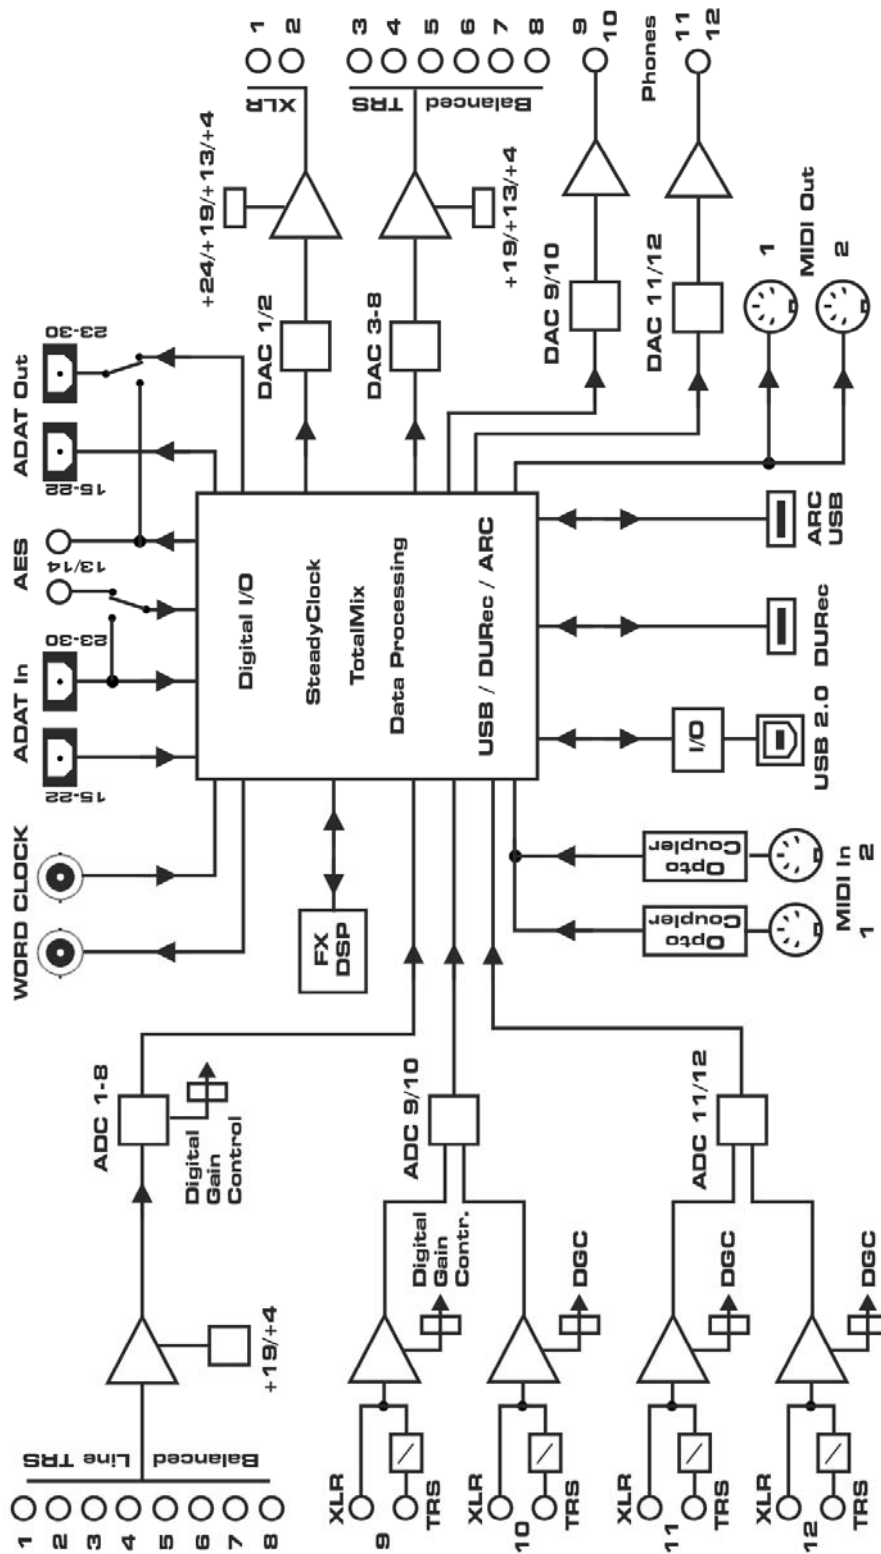 WORD CLOCK
ADAT In
15-22
23-30
AES
13/14
ADAT Out
15-22
23-30
+24/+19/+13/+4
XLR
1
2
TRS
Balanced
3
4
5
6
7
8
DAC 1/2
DAC 3-8
+19/+13/+4
DAC 9/10
9
10
Phones
DAC 11/12
11
12
MIDI Out
1
2
Digital I/O
SteadyClock
TotalMix
Data Processing
USB / DURec / ARC
FX
DSP
ARC
USB
DURec
I/O
USB 2.0
Opto
Coupler
Opto
Coupler
MIDI In
1
2
ADC 1-8
Digital
Gain
Control
+19/+4
Balanced
Line TRS
1
2
3
4
5
6
7
8
ADC 9/10
Digital
Gain
Contr.
DGC
XLR
9
TRS
XLR
10
TRS
ADC 11/12
DGC
DGC
XLR
11
TRS
XLR
12
TRS